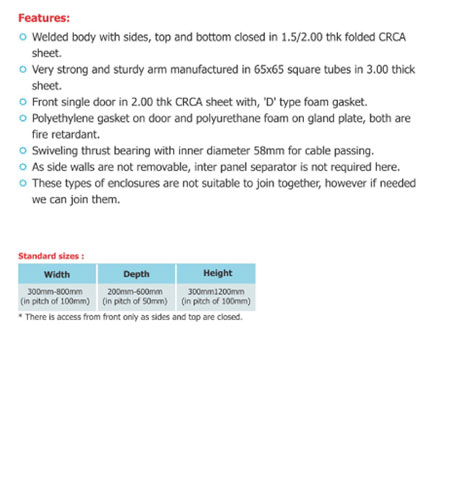 Features:
Welded body with sides, top and bottom closed in 1.5/2.00 thk folded CRCA
sheet.
Very strong and sturdy arm manufactured in 65x65 square tubes in 3.00 thick
sheet.
Front single door in 2.00 thk CRCA sheet with, 'D' type foam gasket.
Polyethylene gasket on door and polyurethane foam on gland plate, both are
fire retardant.
Swiveling thrust bearing with inner diameter 58mm for cable passing.
As side walls are not removable, inter panel separator is not required here.
These types of enclosures are not suitable to join together, however if needed
we can join them.
Standard sizes :
Width Depth Height
300mm-800mm 200mm-600mm 300mm1200mm
(in pitch of 100mm) (in pitch of 50mm) (in pitch of 100mm)
* There is access from front only as sides and top are closed.